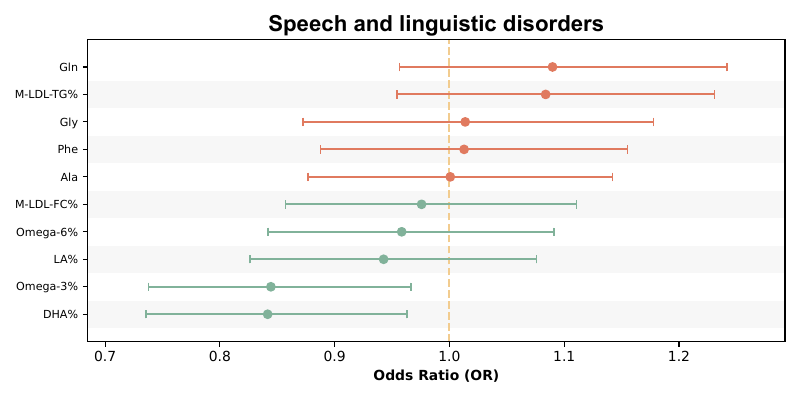 Speech and linguistic disorders
Gln
M-LDL-TG%
Gly
Phe
Ala
M-LDL-FC%
Omega-6%
LA%
Omega-3%
DHA%
0.7 0.8 0.9 1.0 1.1 1.2
Odds Ratio (OR)